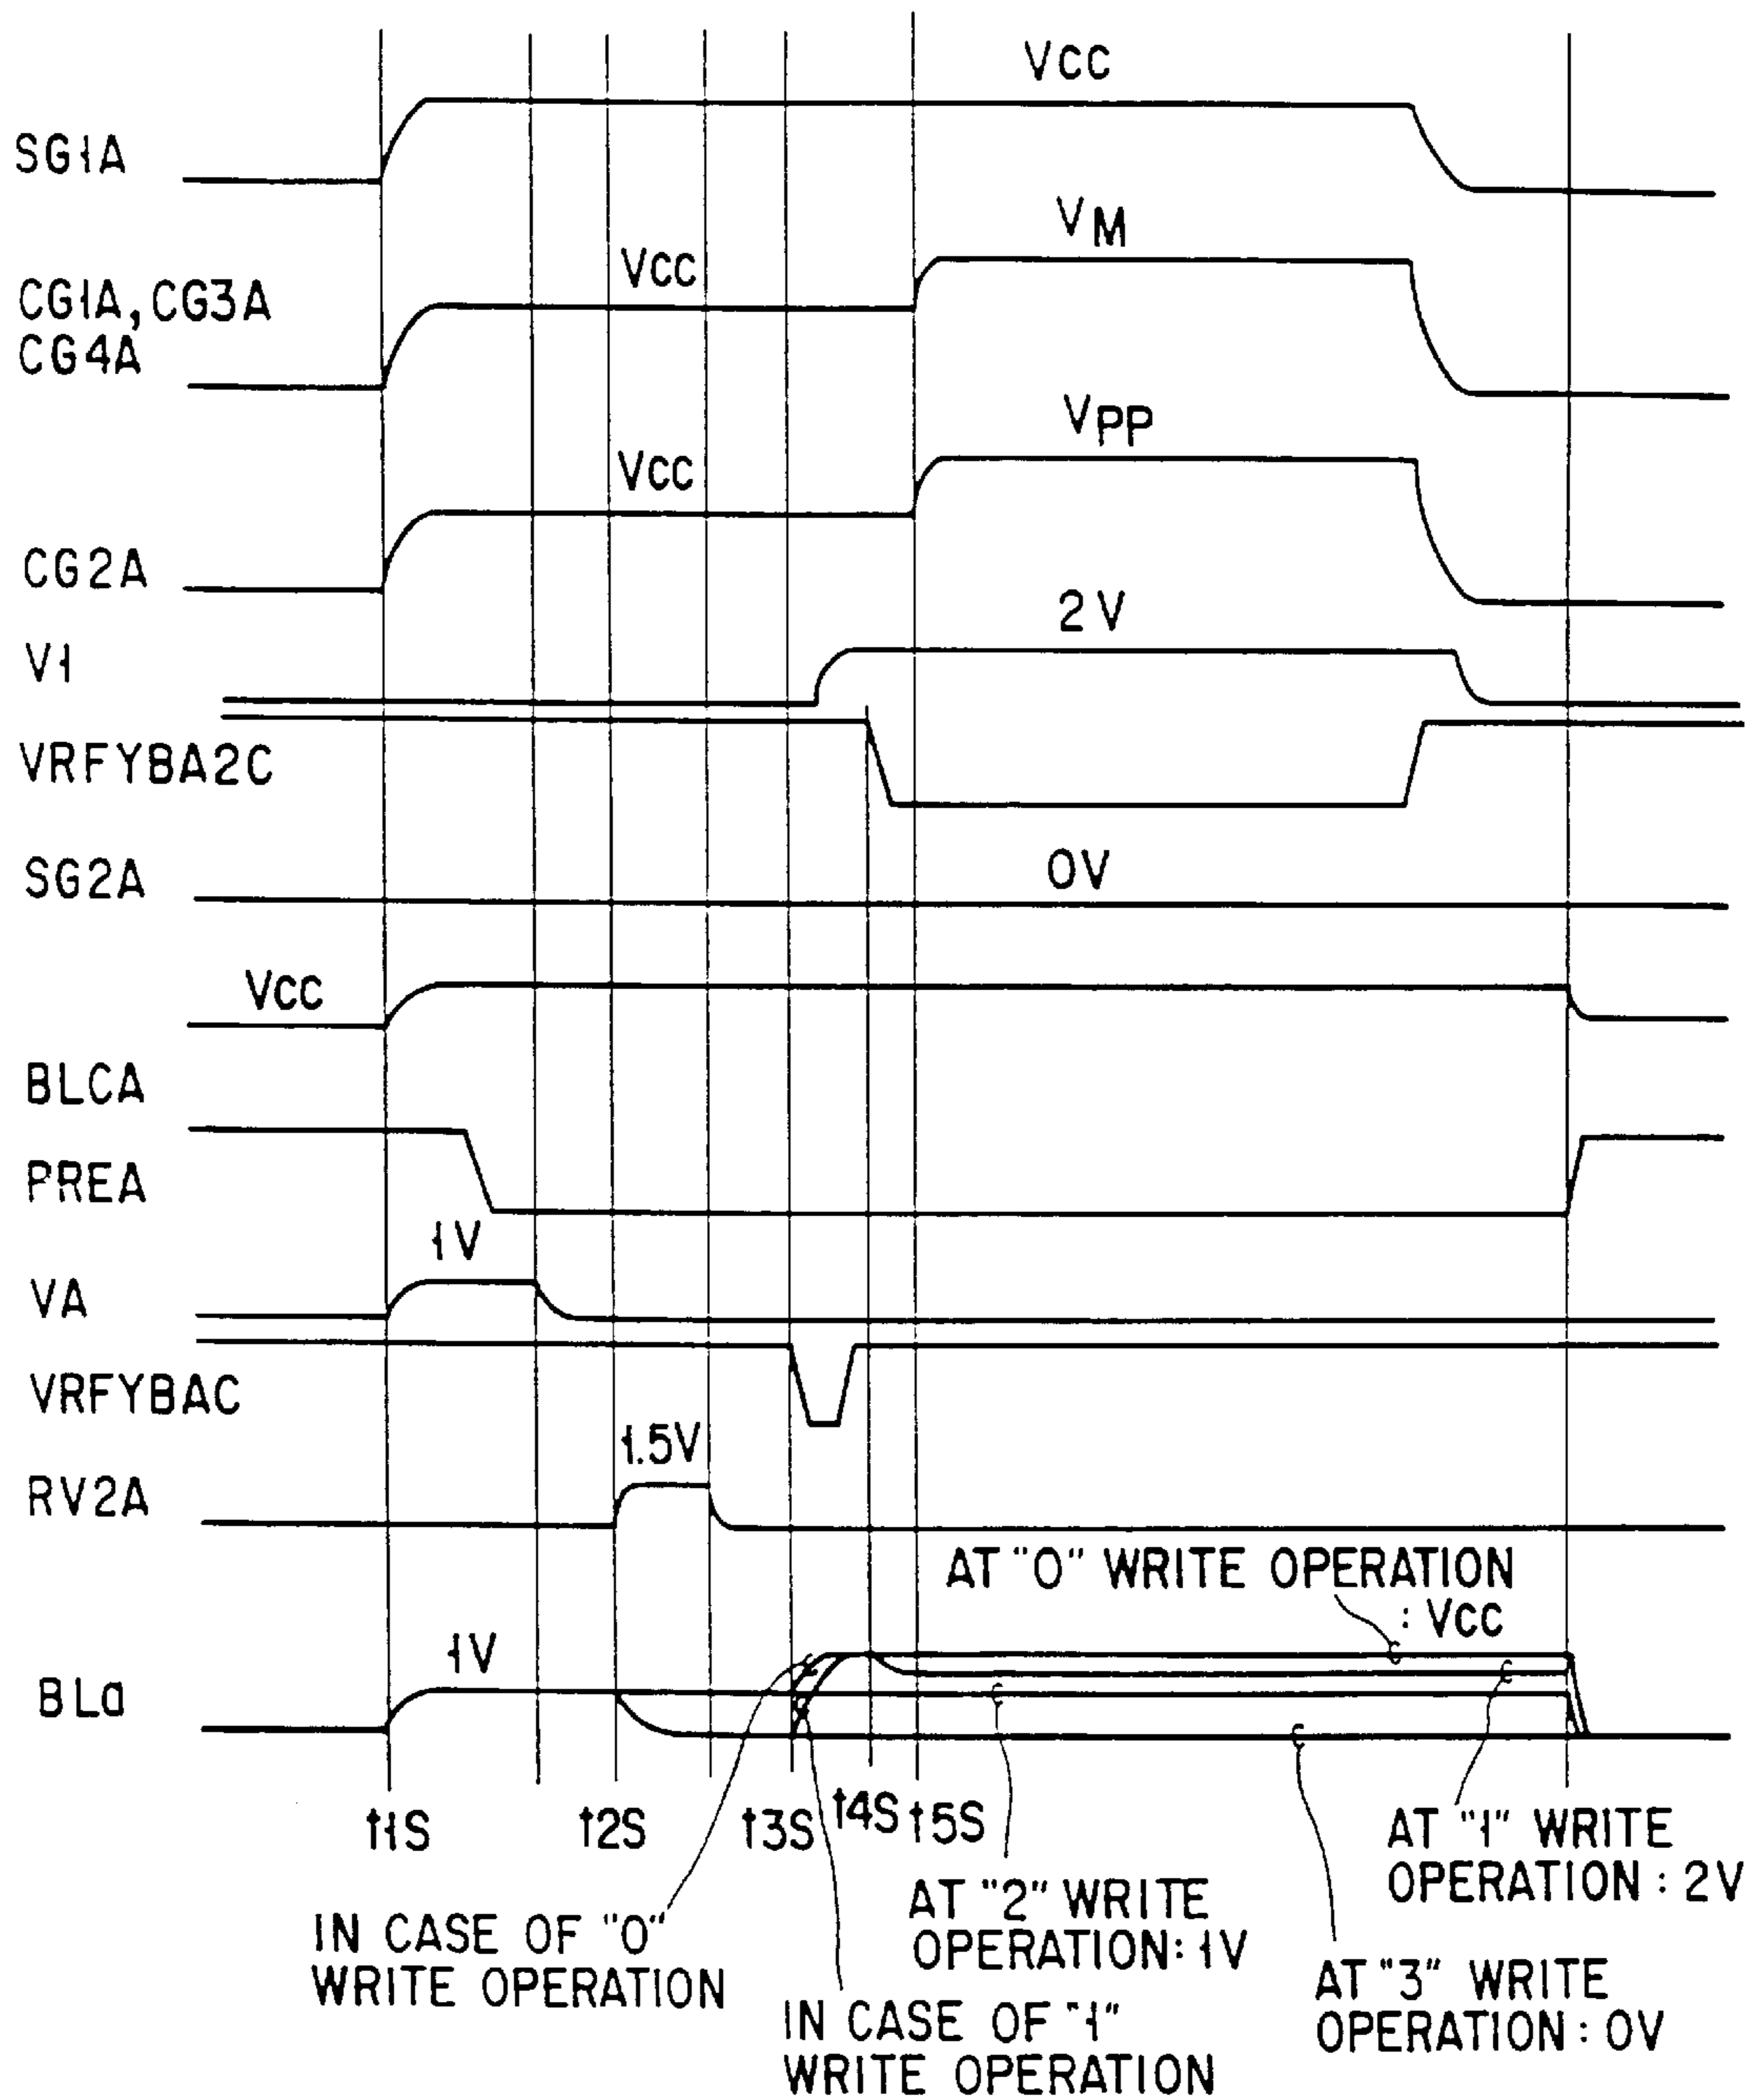 VCC
SG1A
VM
VCC
CG1A, CG3A
CG4A
VPP
VCC
CG2A
2V
V1
VRFYBA2C
SG2A
0V
VCC
BLCA
PREA
1V
VA
VRFYBAC
1.5V
RV2A
AT "0" WRITE OPERATION
: VCC
1V
BLa
t1S
t2S
t3S
t4S
t5S
AT "1" WRITE
OPERATION : 2V
AT "2" WRITE
OPERATION: 1V
IN CASE OF "0"
WRITE OPERATION
AT "3" WRITE
OPERATION : 0V
IN CASE OF "1"
WRITE OPERATION